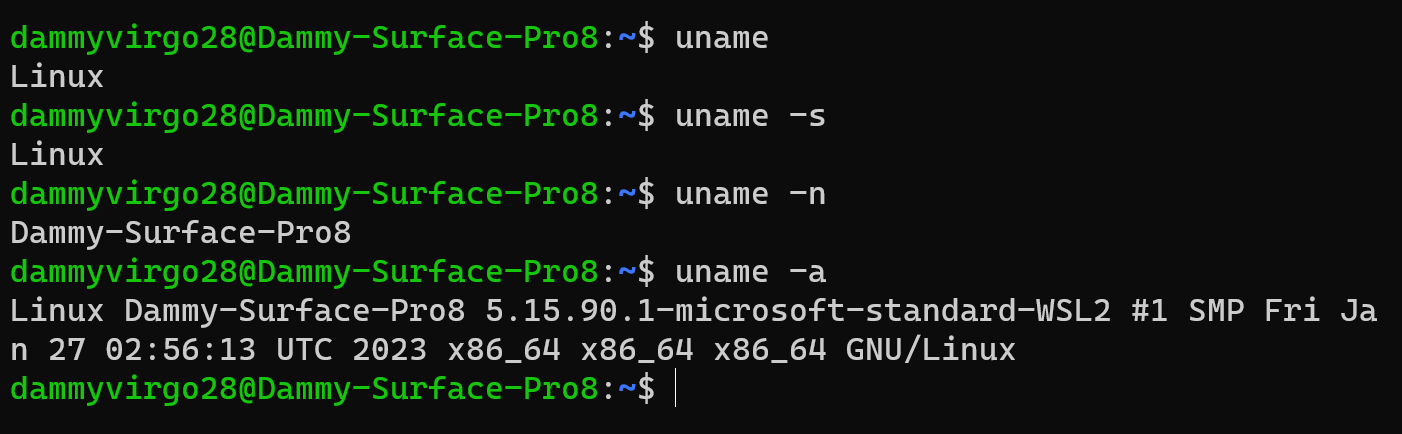 dammyvirgo28@Dammy-Surface-Pro8:~$ uname
Linux
dammyvirgo28@Dammy-Surface-Pro8:~$ uname -s
Linux
dammyvirgo28@Dammy-Surface-Pro8:~$ uname -n
Dammy-Surface-Pro8
dammyvirgo28@Dammy-Surface-Pro8:~$ uname -a
Linux Dammy-Surface-Pro8 5.15.90.1-microsoft-standard-WSL2 #1 SMP Fri Ja
n 27 02:56:13 UTC 2023 x86_64 x86_64 x86_64 GNU/Linux
dammyvirgo28@Dammy-Surface-Pro8:~$